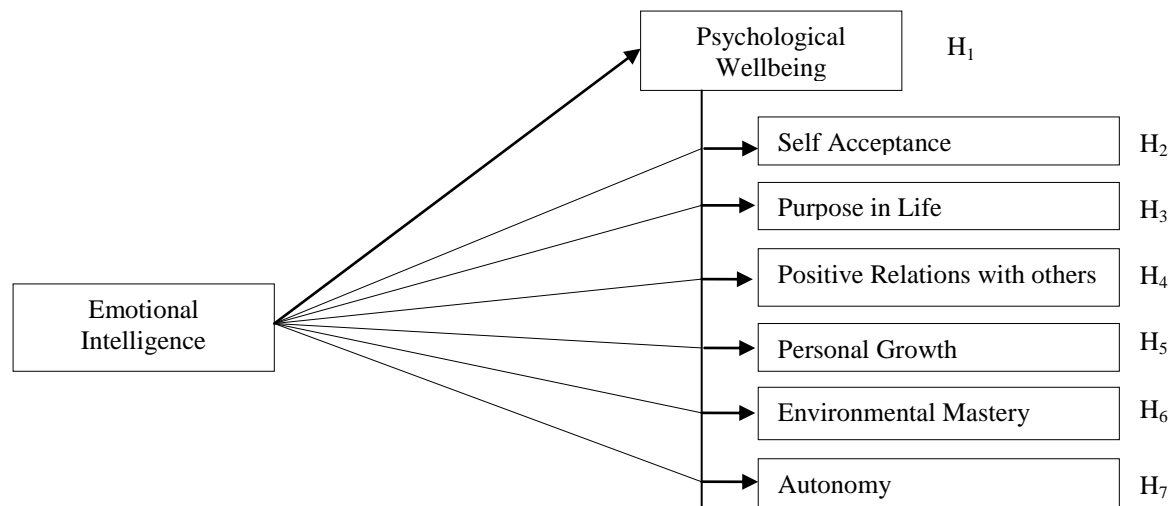 Psychological
Wellbeing
H₁
Self Acceptance
H₂
Purpose in Life
H₃
Positive Relations with others
H₄
Emotional
Intelligence
Personal Growth
H₅
Environmental Mastery
H₆
Autonomy
H₇